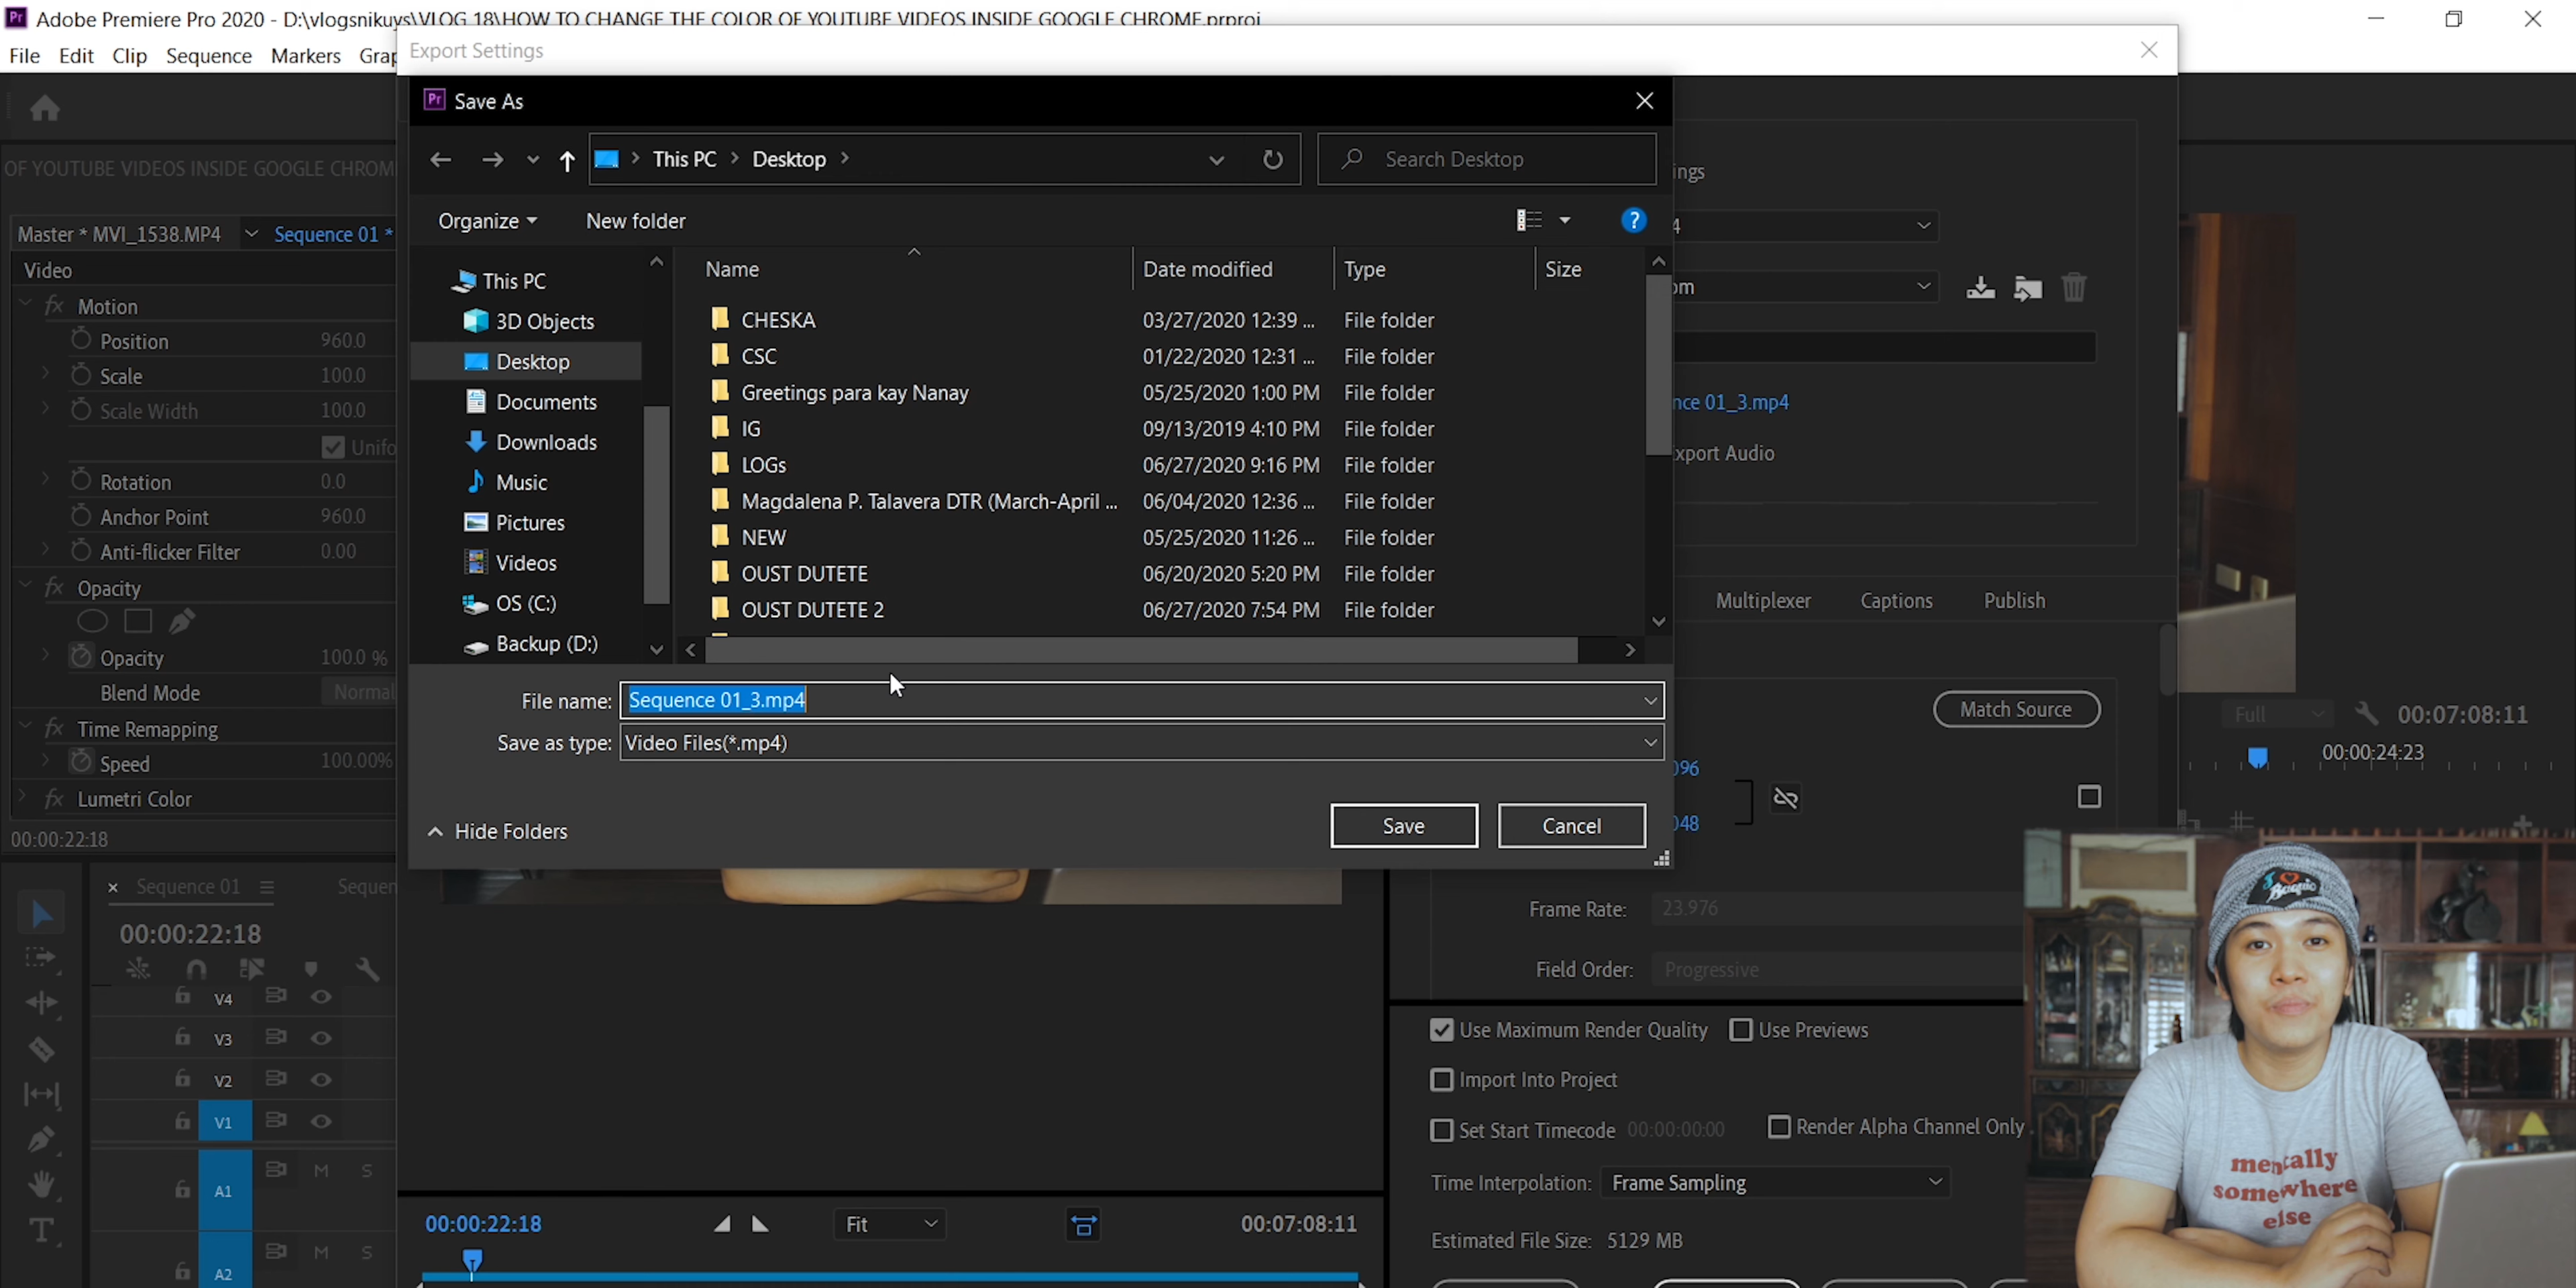 Adobe Premiere Pro 2020 - D:\vlogsnikuys\VLOG 18\HOW TO CHANGE THE COLOR OF YOUTUBE VIDEOS INSIDE GOOGLE CHROME.prproj
File Edit Clip Sequence Markers Grap
Export Settings
Save As
This PC > Desktop >
Search Desktop
OF YOUTUBE VIDEOS INSIDE GOOGLE CHROM
ings
Organize
New folder
Master * MVI_1538.MP4
Sequence 01 *
4
Video
Name
Date modified
Type
Size
om
This PC
3D Objects
Desktop
Documents
Downloads
Music
Pictures
Videos
OS (C:)
Backup (D:)
CHESKA 03/27/2020 12:39 ... File folder
CSC 01/22/2020 12:31 ... File folder
Greetings para kay Nanay 05/25/2020 1:00 PM File folder
IG 09/13/2019 4:10 PM File folder
LOGs 06/27/2020 9:16 PM File folder
Magdalena P. Talavera DTR (March-April ... 06/04/2020 12:36 ... File folder
NEW 05/25/2020 11:26 ... File folder
OUST DUTETE 06/20/2020 5:20 PM File folder
OUST DUTETE 2 06/27/2020 7:54 PM File folder
fx Motion
Position 960.0
Scale 100.0
Scale Width 100.0
Unifo
Rotation 0.0
Anchor Point 960.0
Anti-flicker Filter 0.00
fx Opacity
Opacity 100.0 %
Blend Mode Normal
fx Time Remapping
Speed 100.00%
fx Lumetri Color
00:00:22:18
nce 01_3.mp4
xport Audio
Multiplexer Captions Publish
File name: Sequence 01_3.mp4
Save as type: Video Files(*.mp4)
Hide Folders
Save
Cancel
Match Source
096
048
Full
00:07:08:11
00:00:24:23
Sequence 01
Sequen
00:00:22:18
V4
V3
V2
V1
A1 M S
A2 M S
Frame Rate: 23.976
Field Order: Progressive
Use Maximum Render Quality
Use Previews
Import Into Project
Set Start Timecode 00:00:00:00
Render Alpha Channel Only
Time Interpolation: Frame Sampling
Estimated File Size: 5129 MB
00:00:22:18
Fit
00:07:08:11
I
Baguio
mentally
somewhere
else